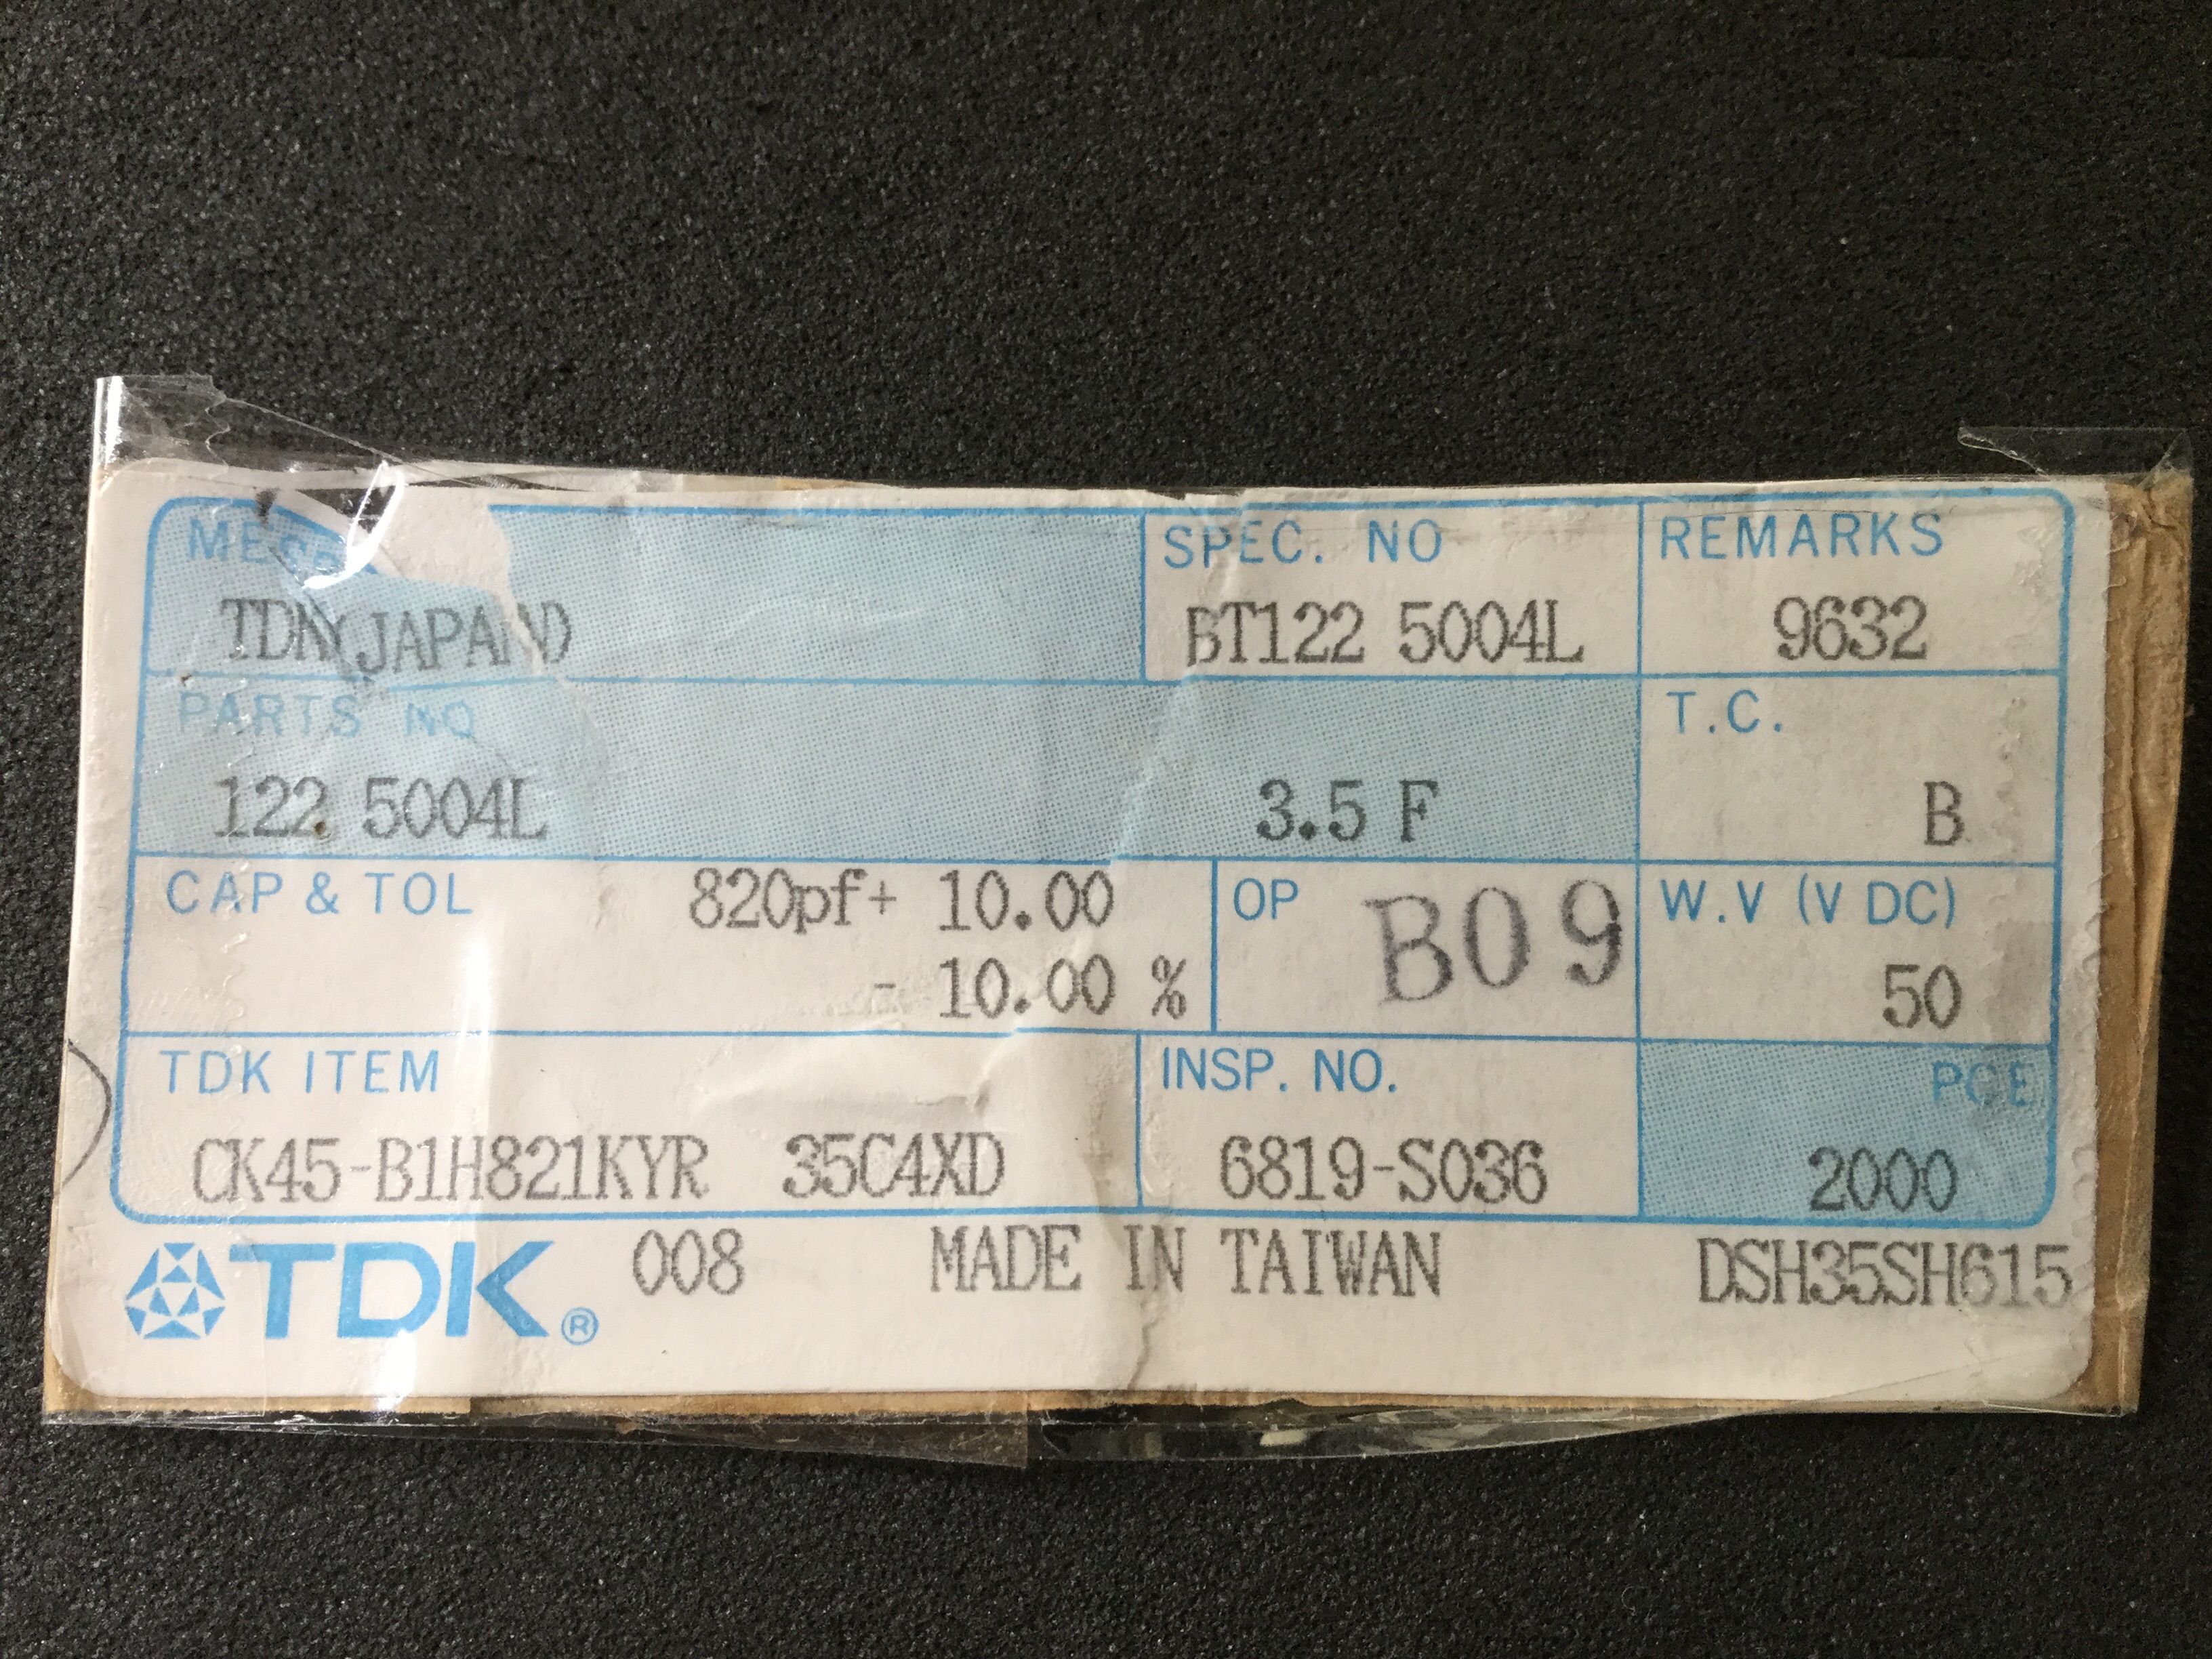 SPEC. NO
REMARKS
(JAPAN)
BT122 5004L
9632
PARTS NO
T.C.
122 5004L
3.5 F
B
CAP & TOL
820pf+ 10.00
- 10.00 %
OP
B09
W.V (V DC)
50
TDK ITEM
INSP. NO.
PCE
CK45-B1H821KYR 35C4XD
6819-S036
2000
TDK® 008 MADE IN TAIWAN DSH35SH615